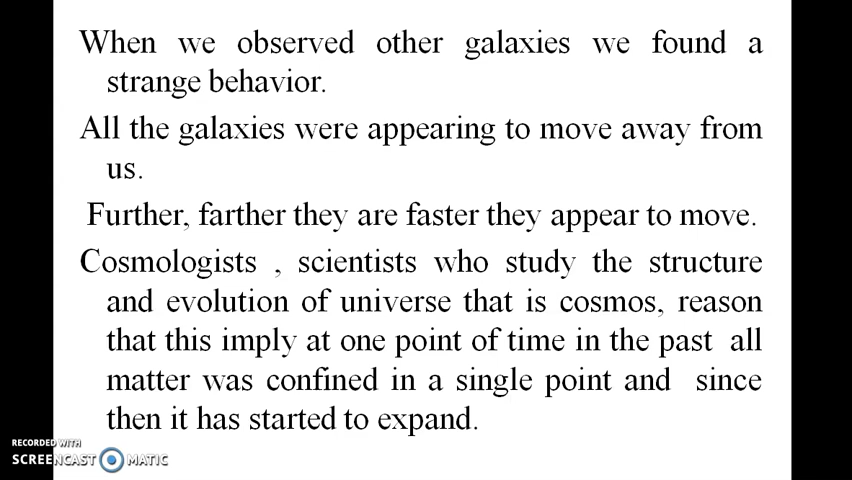 When we observed other galaxies we found a
strange behavior.
All the galaxies were appearing to move away from
us.
Further, farther they are faster they appear to move.
Cosmologists , scientists who study the structure
and evolution of universe that is cosmos, reason
that this imply at one point of time in the past all
matter was confined in a single point and since
then it has started to expand.
RECORDED WITH
SCREENCAST MATIC